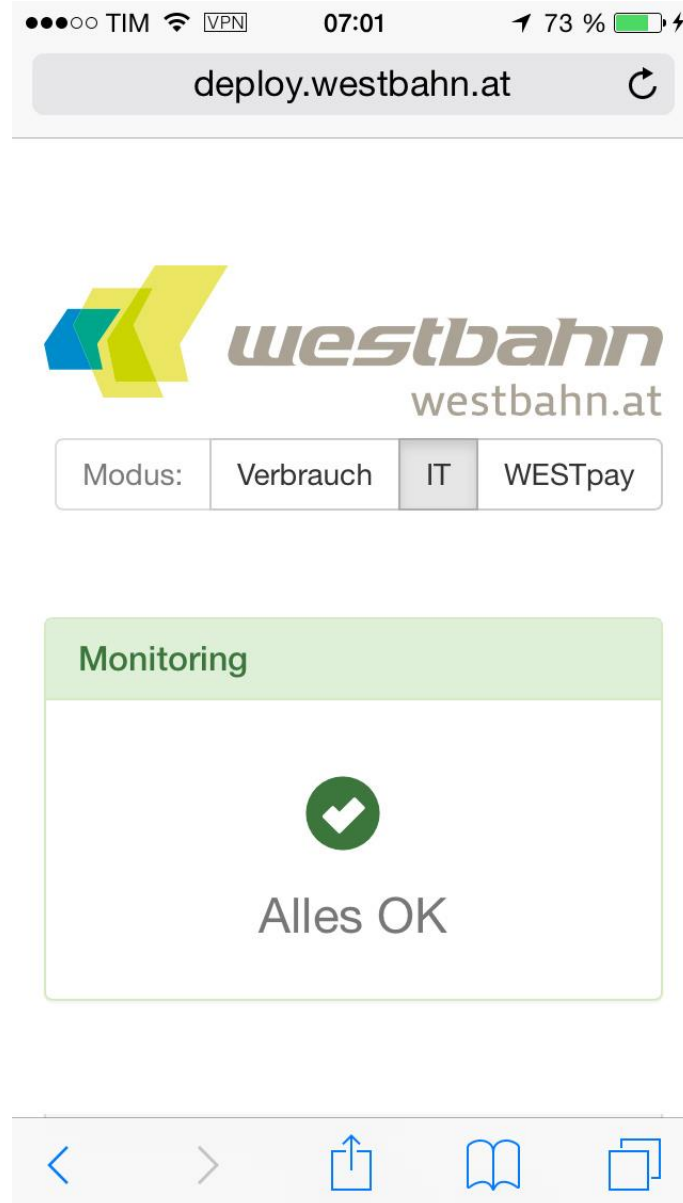 TIM VPN 07:01 73 %
deploy.westbahn.at
westbahn
westbahn.at
Modus: Verbrauch IT WESTpay
Monitoring
Alles OK